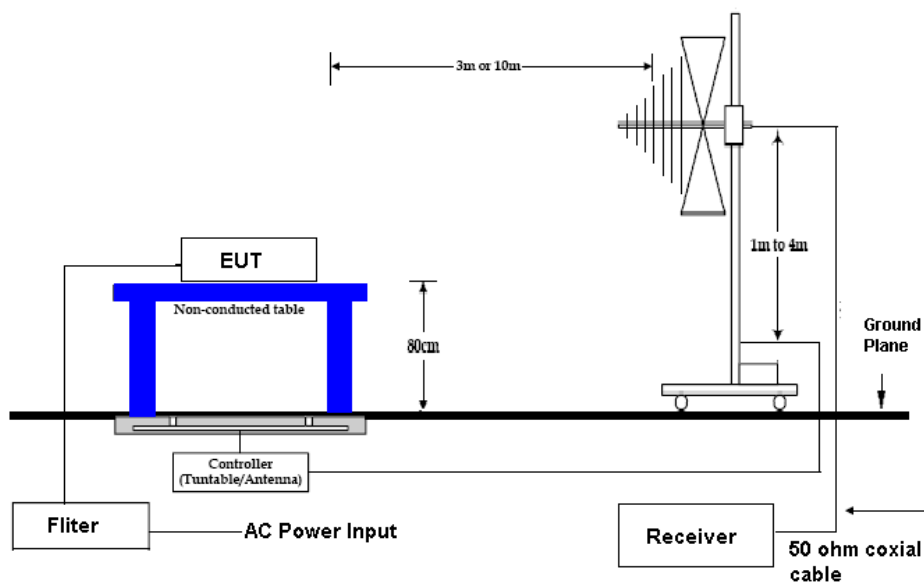 3m or 10m
EUT
Non-conducted table
80cm
1m to 4m
Ground
Plane
Controller
(Tuntable/Antenna)
Fliter
AC Power Input
Receiver
50 ohm coxial
cable